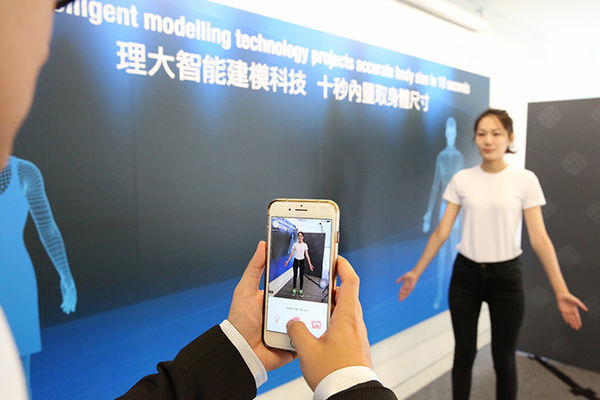 elligent modelling technology projects accurate body size in 10 seconds
理大智能建模科技 十秒內量取身體尺寸